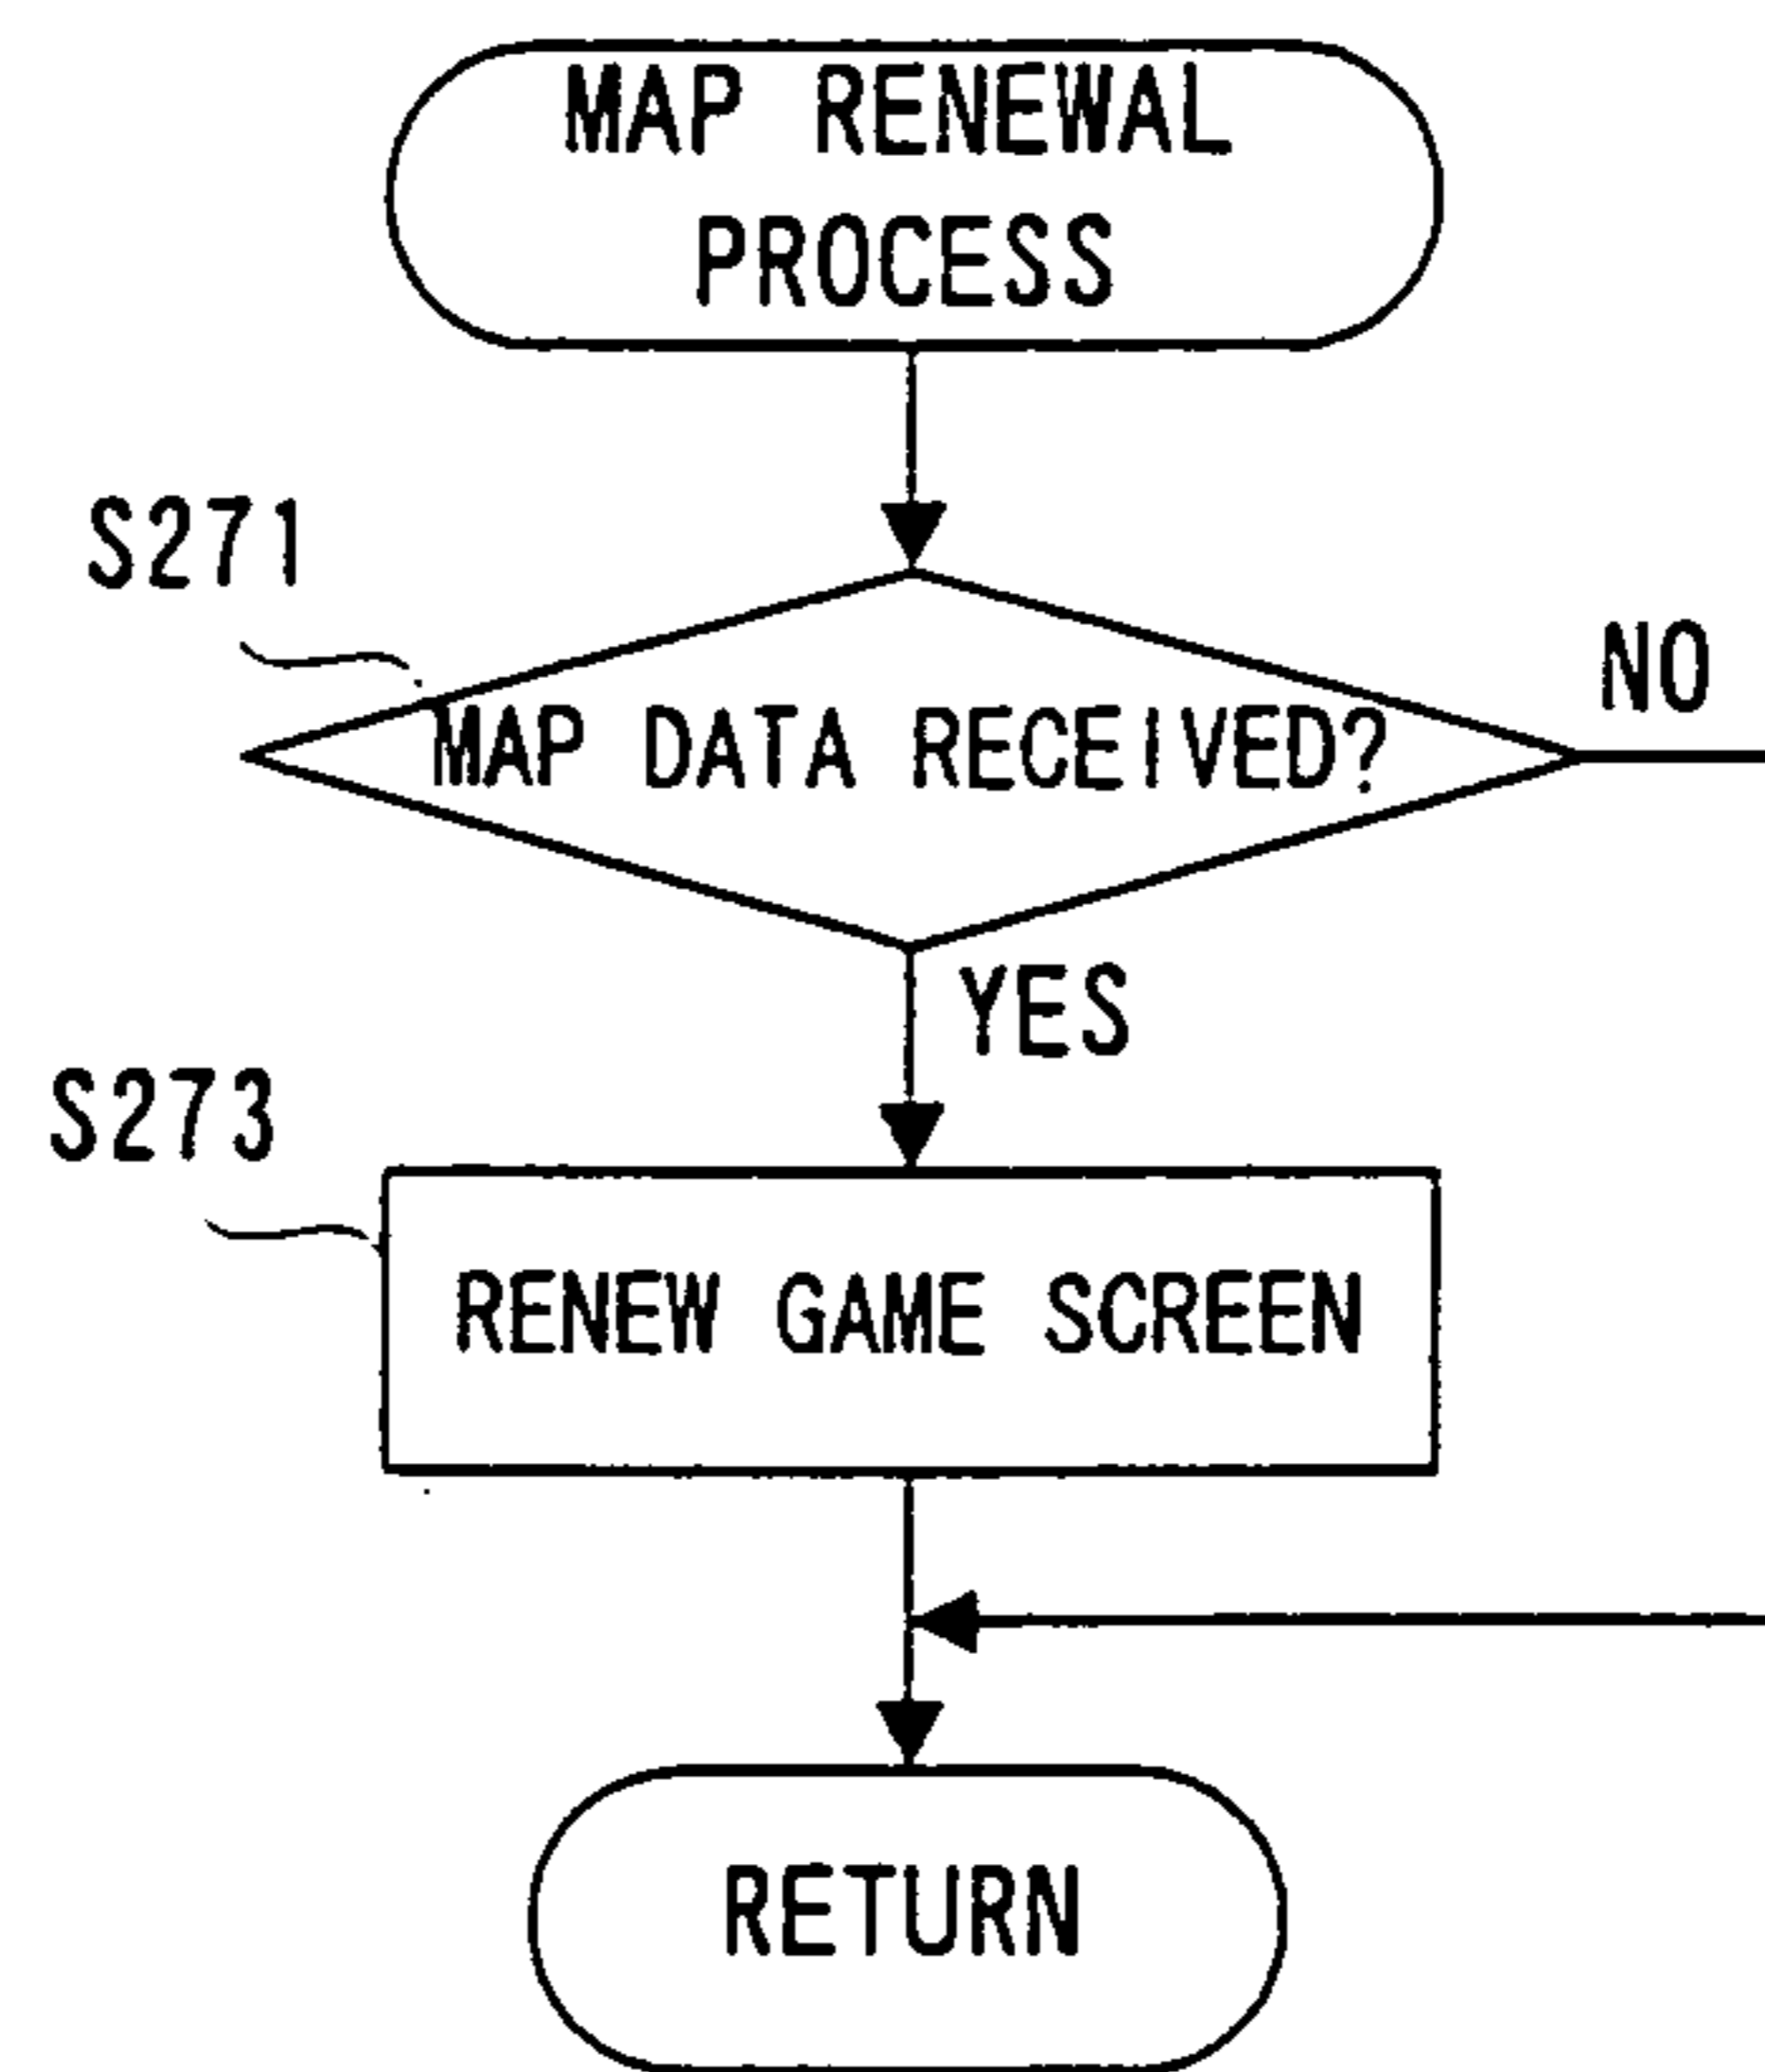 MAP RENEWAL
PROCESS
S271
NO
MAP DATA RECEIVED?
YES
S273
RENEW GAME SCREEN
RETURN